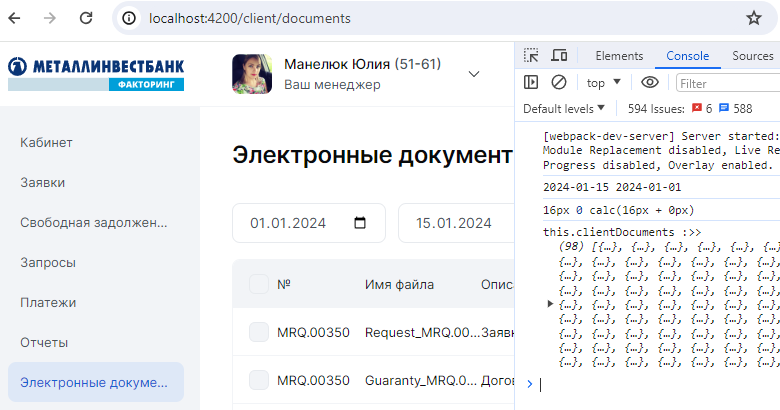 localhost:4200/client/documents
МЕТАЛЛИНВЕСТБАНК
ФАКТОРИНГ
Манелюк Юлия (51-61)
Ваш менеджер
Кабинет
Заявки
Свободная задолжен...
Запросы
Платежи
Отчеты
Электронные докуме...
Электронные документ
01.01.2024
15.01.2024
№ Имя файла Опис
MRQ.00350 Request_MRQ.00... Заявк
MRQ.00350 Guaranty_MRQ.0... Догов
Elements Console Sources
top Filter
Default levels 594 Issues: 6 588
[webpack-dev-server] Server started:
Module Replacement disabled, Live Re
Progress disabled, Overlay enabled.
2024-01-15 2024-01-01
16px 0 calc(16px + 0px)
this.clientDocuments :>>
(98) [{…}, {…}, {…}, {…}, {…}, {…
{…}, {…}, {…}, {…}, {…}, {…}, {…
{…}, {…}, {…}, {…}, {…}, {…}, {…
{…}, {…}, {…}, {…}, {…}, {…}, {…
{…}, {…}, {…}, {…}, {…}, {…}, {…
{…}, {…}, {…}, {…}, {…}, {…}, {…
{…}, {…}, {…}, {…}, {…}, {…}, {…
{…}, {…}, {…}, {…}, {…}, {…}, {…
{…}, {…}, {…}, {…}, {…}, {…}, {…